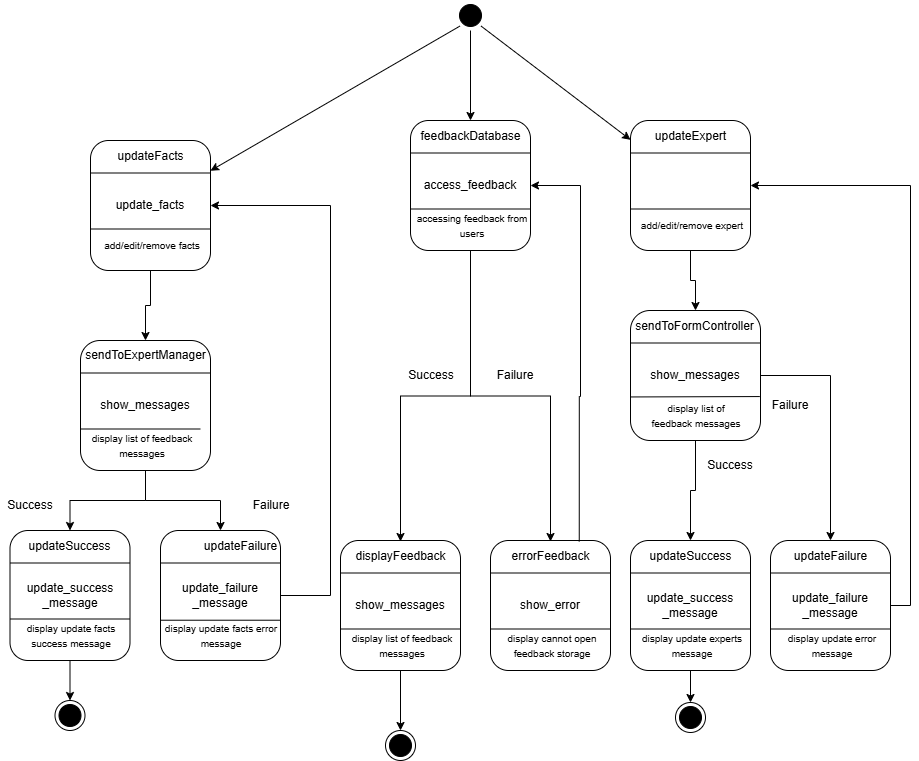 updateFacts
update_facts
add/edit/remove facts
sendToExpertManager
show_messages
display list of feedback
messages
Success
Failure
updateSuccess
update_success
_message
display update facts
success message
updateFailure
update_failure
_message
display update facts error
message
feedbackDatabase
access_feedback
accessing feedback from
users
Success
Failure
displayFeedback
show_messages
display list of feedback
messages
errorFeedback
show_error
display cannot open
feedback storage
updateExpert
add/edit/remove expert
sendToFormController
show_messages
display list of
feedback messages
Failure
Success
updateSuccess
update_success
_message
display update experts
message
updateFailure
update_failure
_message
display update error
message